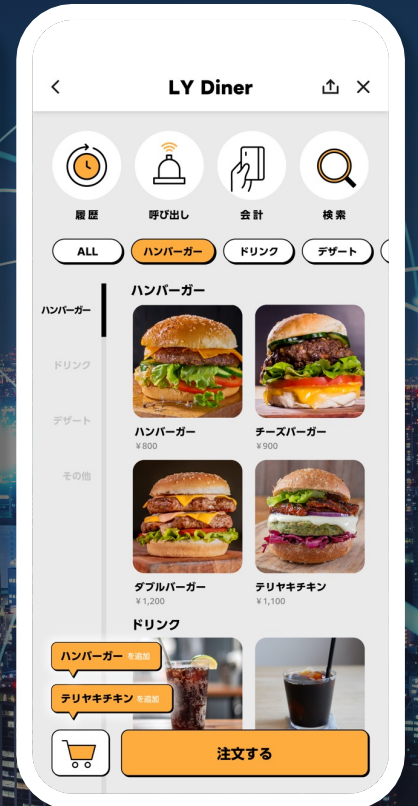 LY Diner
履歴
呼び出し
会計
検索
ALL
ハンバーガー
ドリンク
デザート
ハンバーガー
ドリンク
デザート
その他
ハンバーガー
ハンバーガー
¥800
チーズバーガー
¥900
ダブルバーガー
¥1,200
テリヤキチキン
¥1,100
ドリンク
ハンバーガー を追加
テリヤキチキン を追加
注文する